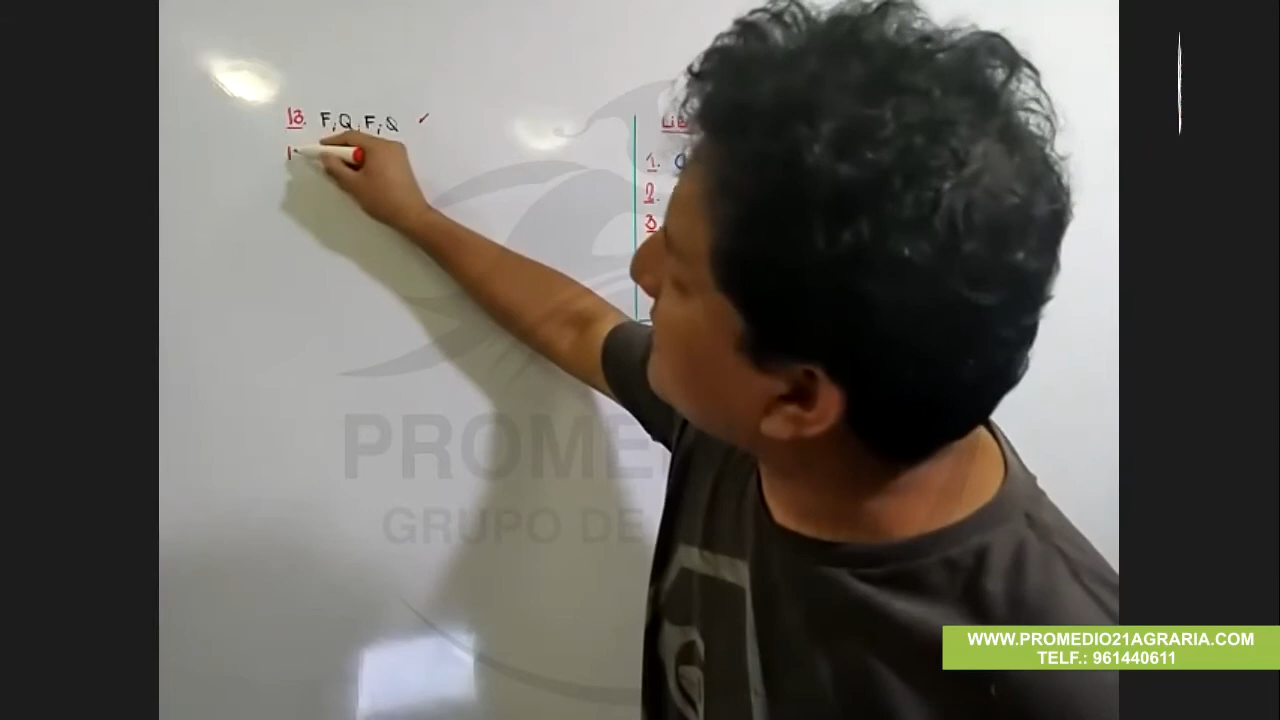 13. F;Q;F;Q
1.
2.
3.
PROME
GRUPO DE
WWW.PROMEDIO21AGRARIA.COM
TELF.: 961440611